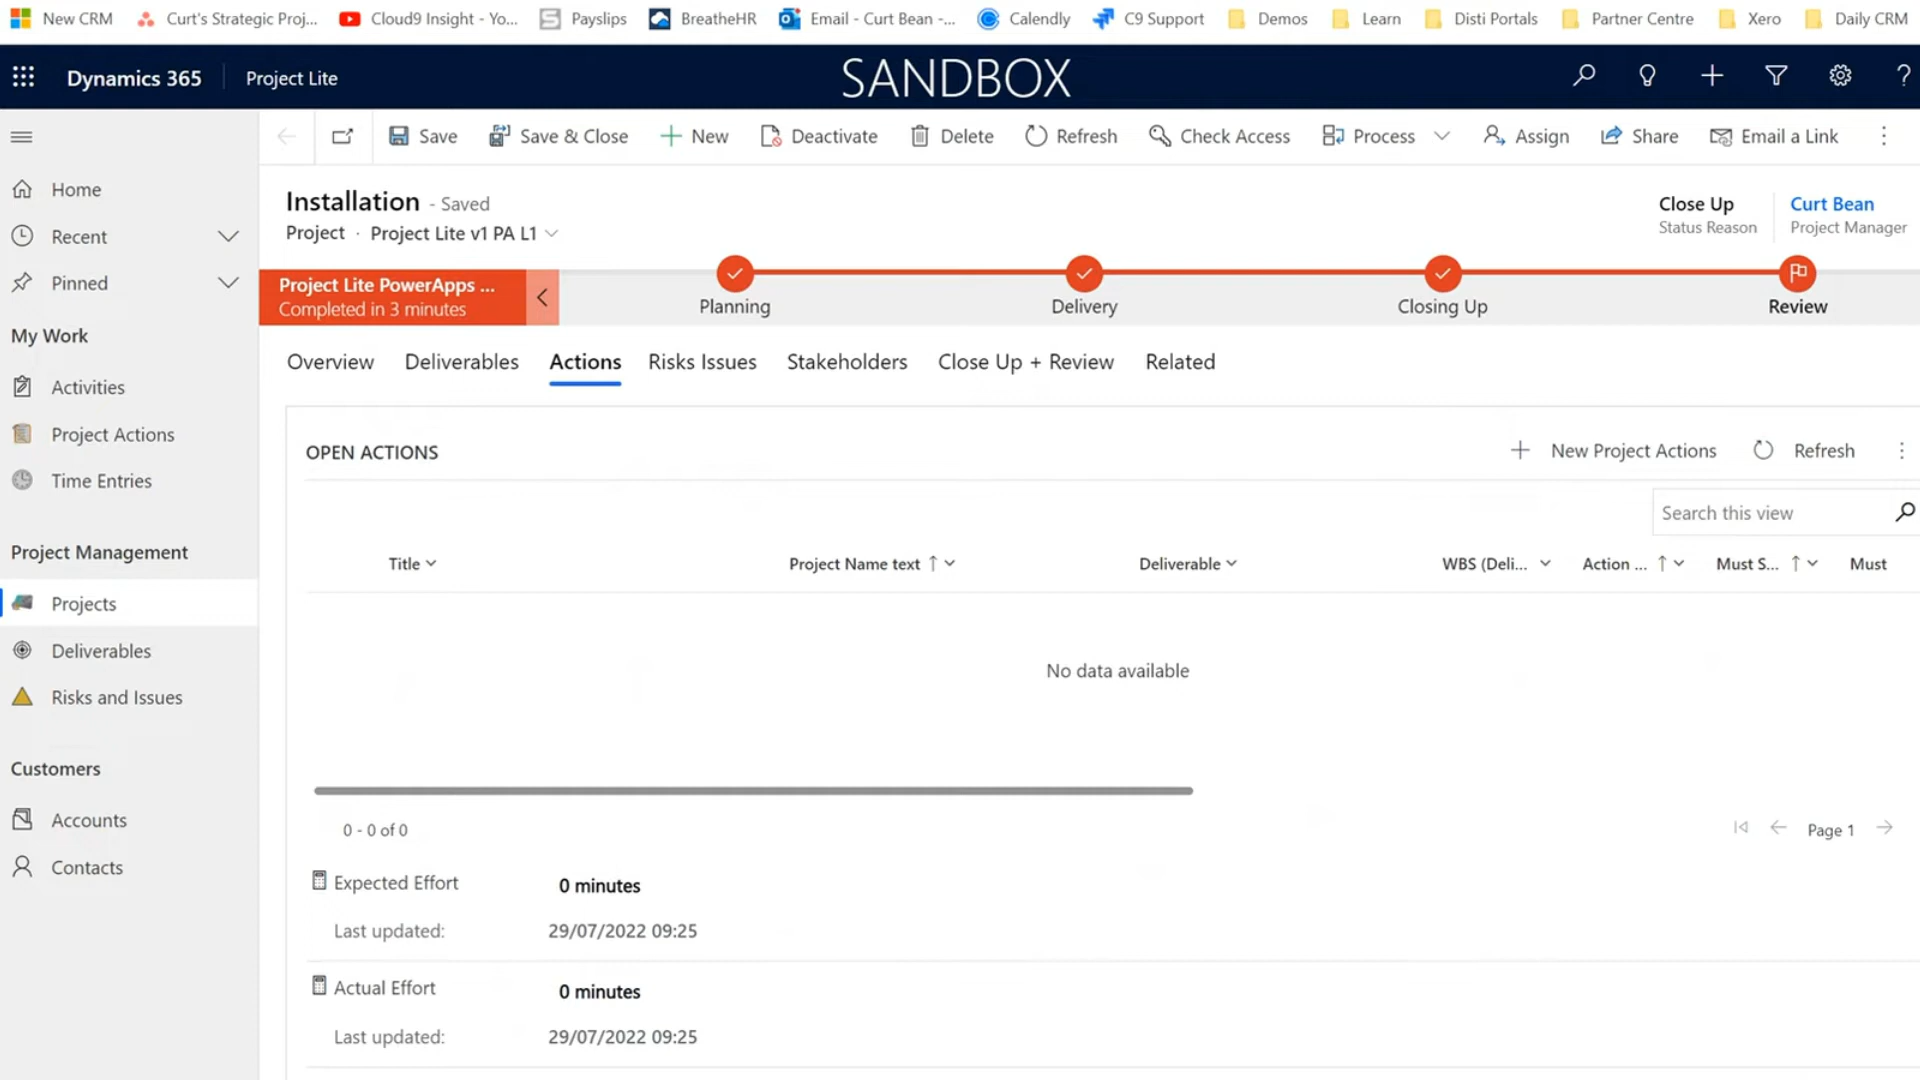 New CRM Curt's Strategic Proj... Cloud9 Insight - Yo... Payslips BreatheHR Email - Curt Bean -... Calendly C9 Support Demos Learn Disti Portals Partner Centre Xero Daily CRM
Dynamics 365 Project Lite SANDBOX
Save Save & Close New Deactivate Delete Refresh Check Access Process Assign Share Email a Link
Home
Recent
Pinned
My Work
Activities
Project Actions
Time Entries
Project Management
Projects
Deliverables
Risks and Issues
Customers
Accounts
Contacts
Installation - Saved
Project · Project Lite v1 PA L1
Close Up
Status Reason
Curt Bean
Project Manager
Project Lite PowerApps ...
Completed in 3 minutes
Planning Delivery Closing Up Review
Overview Deliverables Actions Risks Issues Stakeholders Close Up + Review Related
OPEN ACTIONS
New Project Actions Refresh
Search this view
Title Project Name text Deliverable WBS (Deli... Action ... Must S... Must
No data available
0 - 0 of 0
Page 1
Expected Effort 0 minutes
Last updated: 29/07/2022 09:25
Actual Effort 0 minutes
Last updated: 29/07/2022 09:25